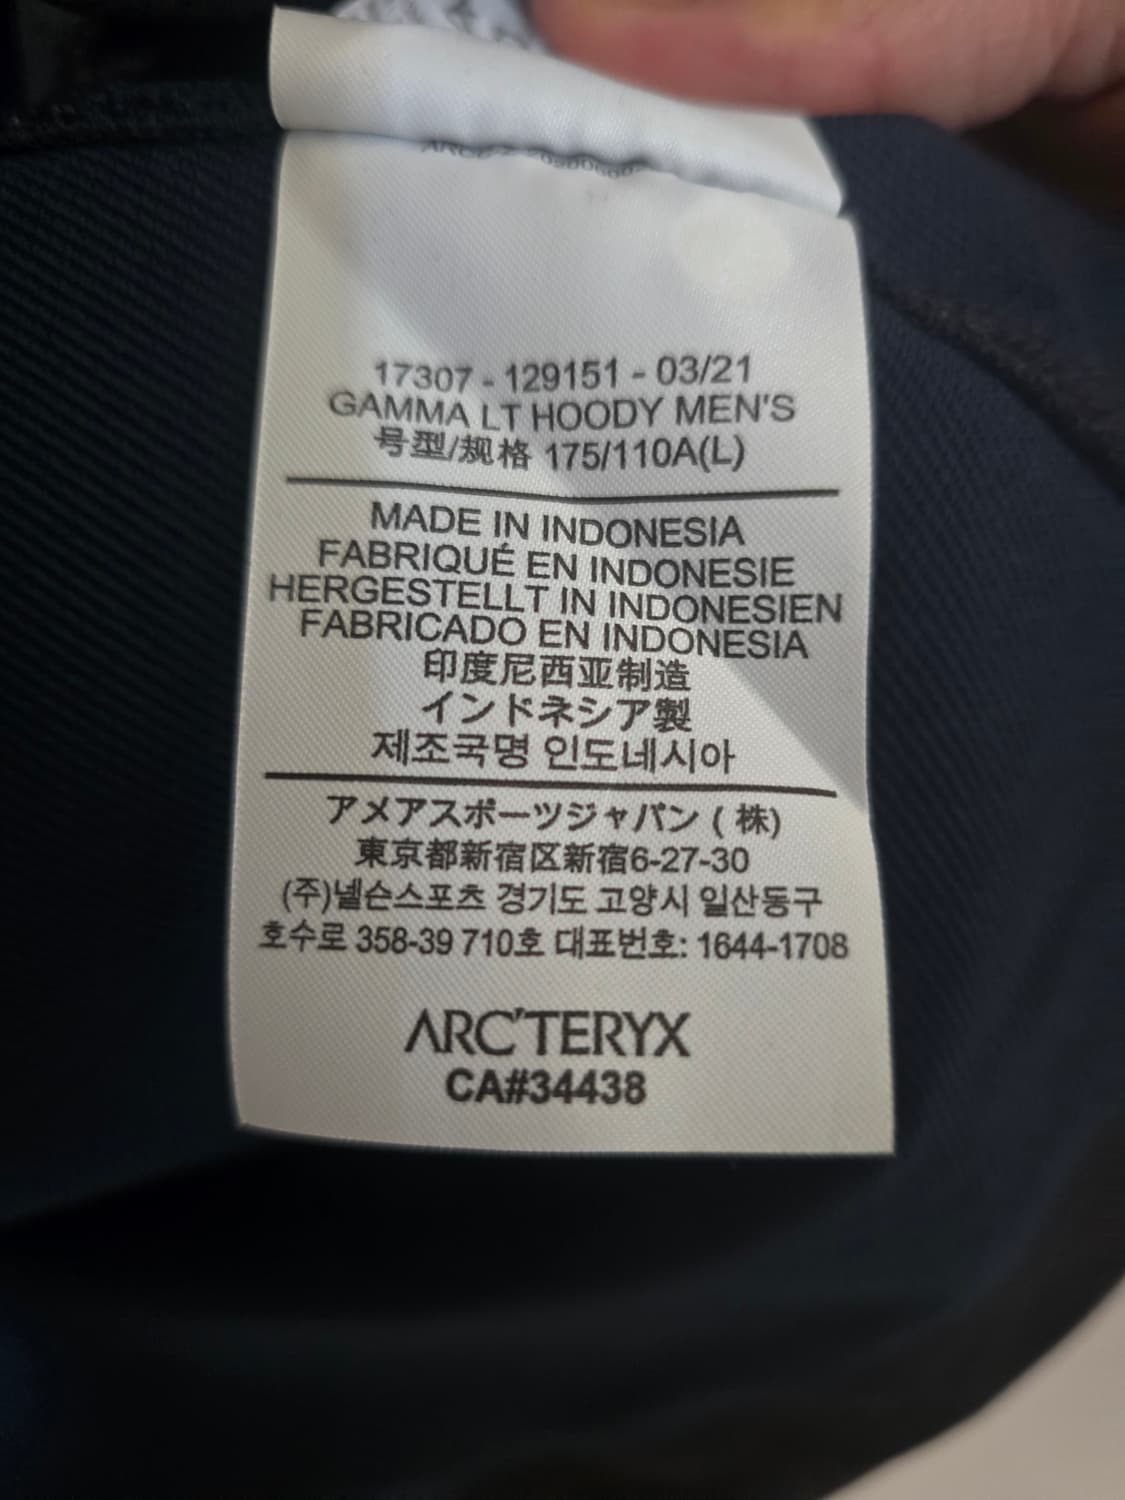 17307 - 129151 - 03/21
GAMMA LT HOODY MEN'S
号型/规格 175/110A(L)
MADE IN INDONESIA
FABRIQUÉ EN INDONESIE
HERGESTELLT IN INDONESIEN
FABRICADO EN INDONESIA
印度尼西亚制造
インドネシア製
제조국명 인도네시아
アメアスポーツジャパン ( 株)
東京都新宿区新宿6-27-30
(주)넬슨스포츠 경기도 고양시 일산동구
호수로 358-39 710호 대표번호: 1644-1708
ARC'TERYX
CA#34438